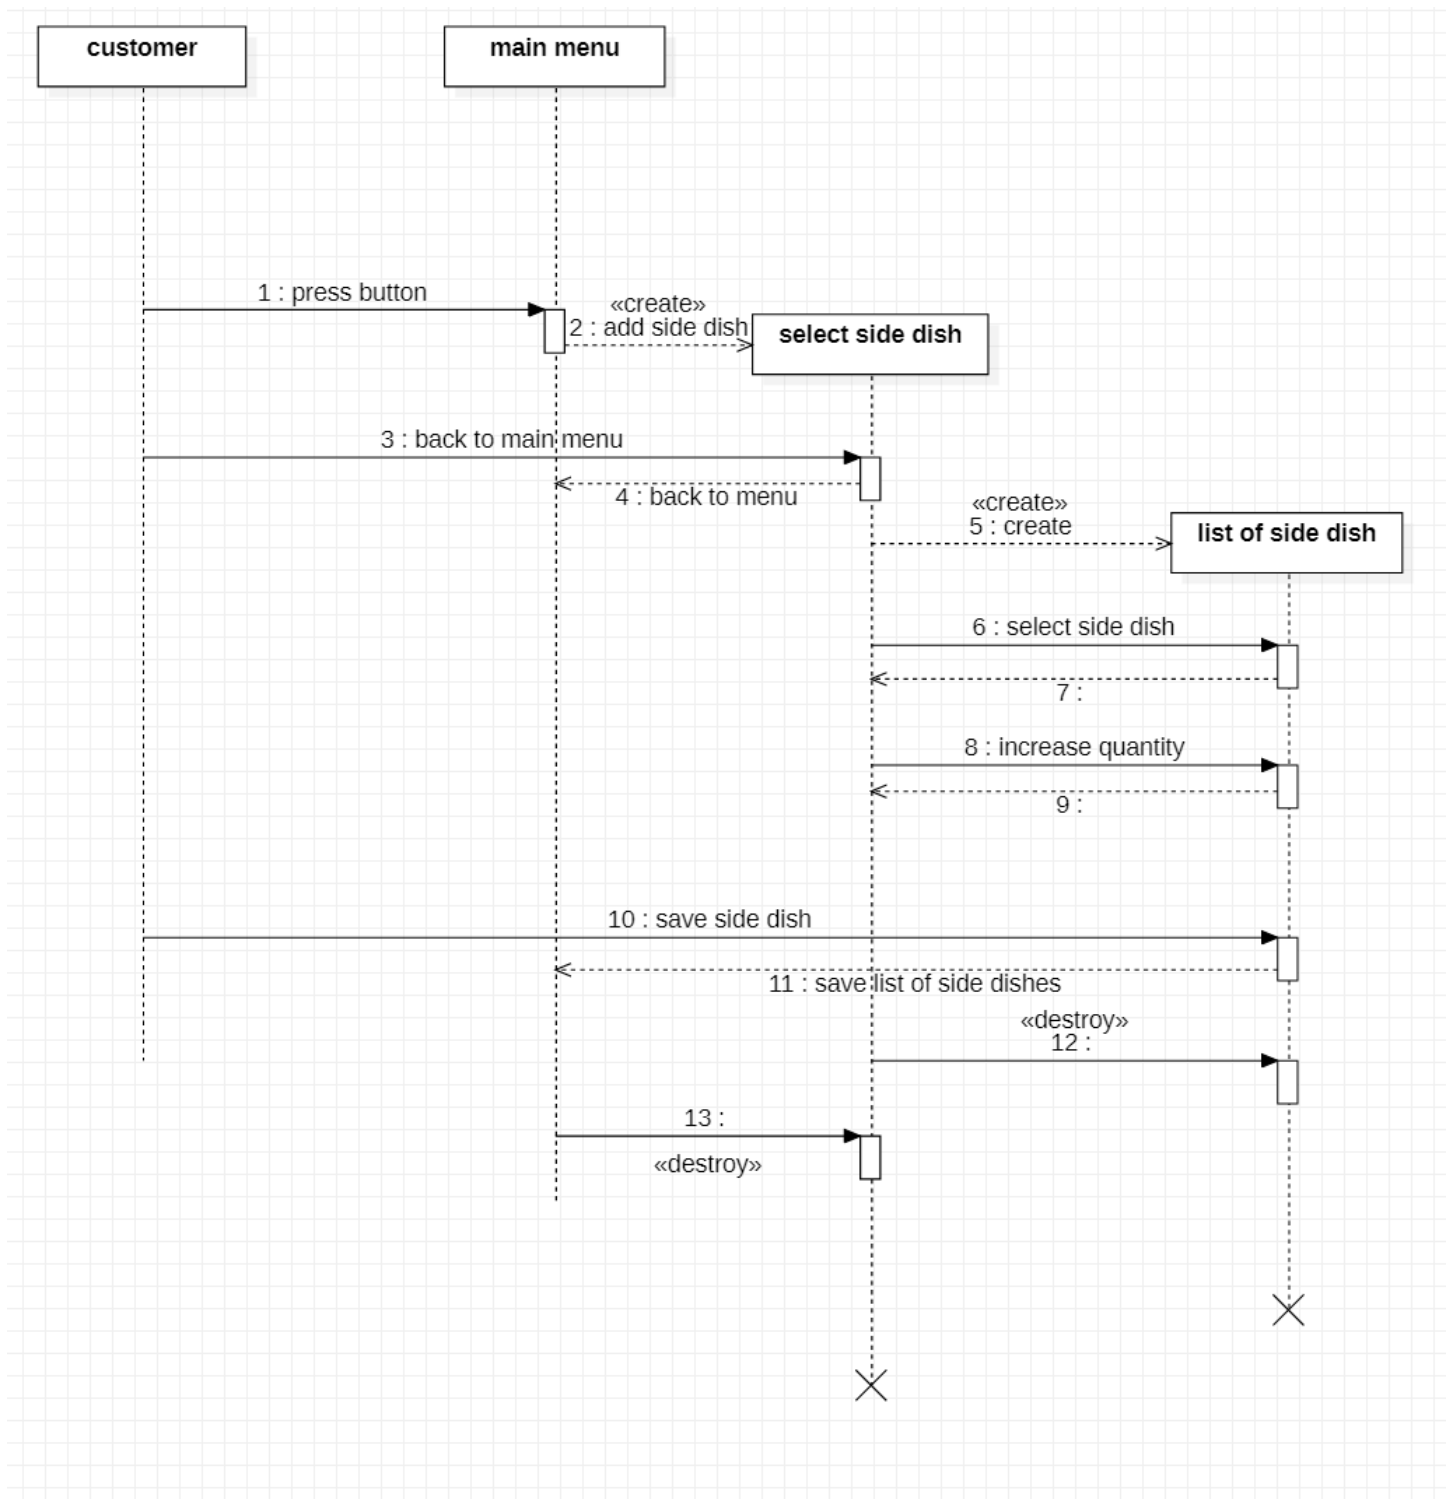 customer
main menu
1 : press button
«create»
2 : add side dish
select side dish
3 : back to main menu
4 : back to menu
«create»
5 : create
list of side dish
6 : select side dish
7 :
8 : increase quantity
9 :
10 : save side dish
11 : save list of side dishes
«destroy»
12 :
13 :
«destroy»